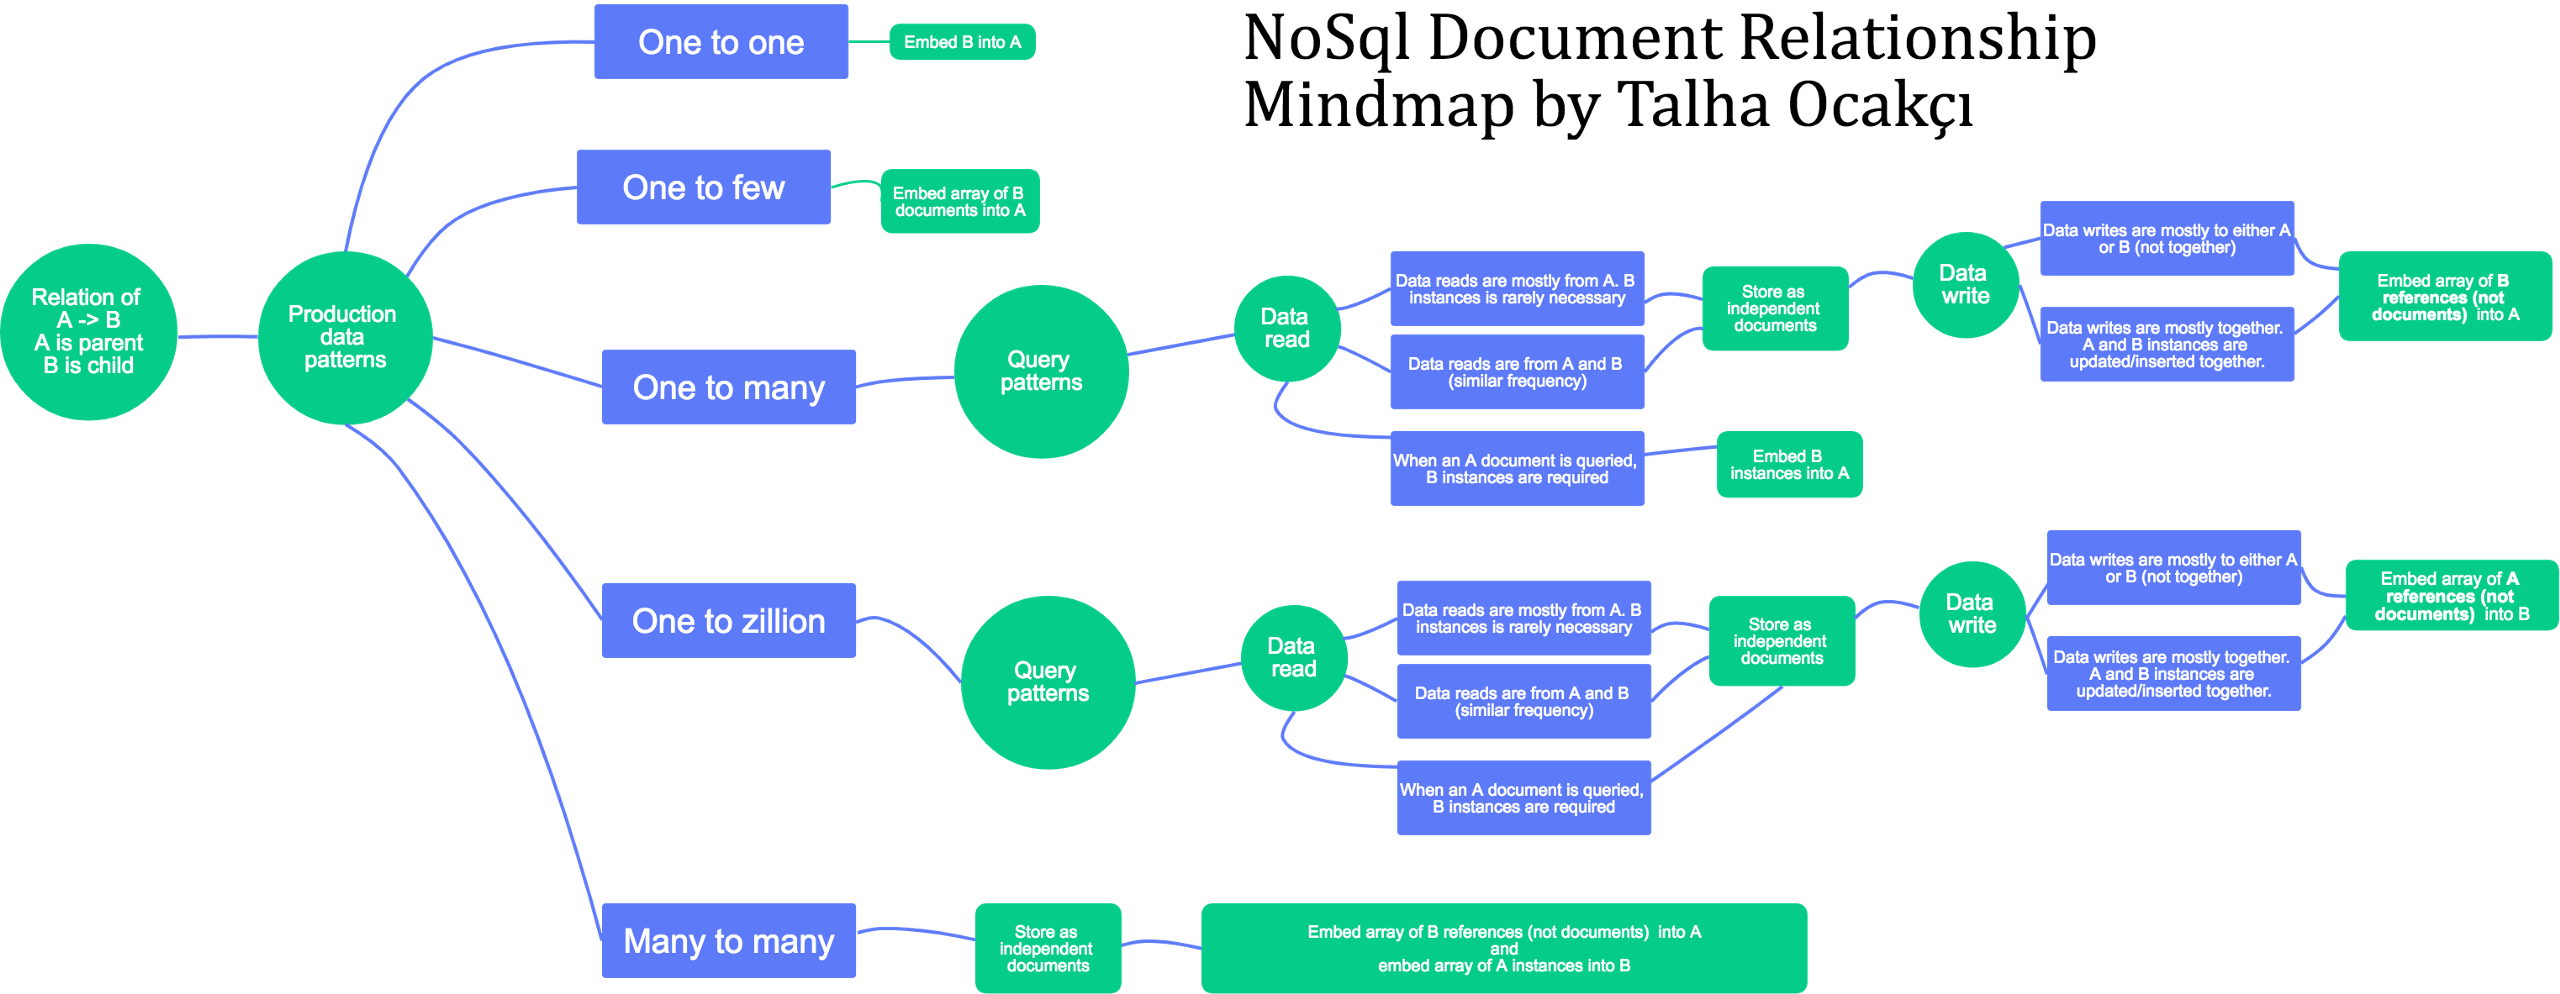 NoSql Document Relationship
Mindmap by Talha Ocakçı
Relation of
A -> B
A is parent
B is child
Production
data
patterns
One to one
Embed B into A
One to few
Embed array of B
documents into A
One to many
Query
patterns
Data
read
Data reads are mostly from A. B
instances is rarely necessary
Data reads are from A and B
(similar frequency)
When an A document is queried,
B instances are required
Store as
independent
documents
Embed B
instances into A
Data
write
Data writes are mostly to either A
or B (not together)
Data writes are mostly together.
A and B instances are
updated/inserted together.
Embed array of B
references (not
documents) into A
One to zillion
Query
patterns
Data
read
Data reads are mostly from A. B
instances is rarely necessary
Data reads are from A and B
(similar frequency)
When an A document is queried,
B instances are required
Store as
independent
documents
Data
write
Data writes are mostly to either A
or B (not together)
Data writes are mostly together.
A and B instances are
updated/inserted together.
Embed array of A
references (not
documents) into B
Many to many
Store as
independent
documents
Embed array of B references (not documents) into A
and
embed array of A instances into B